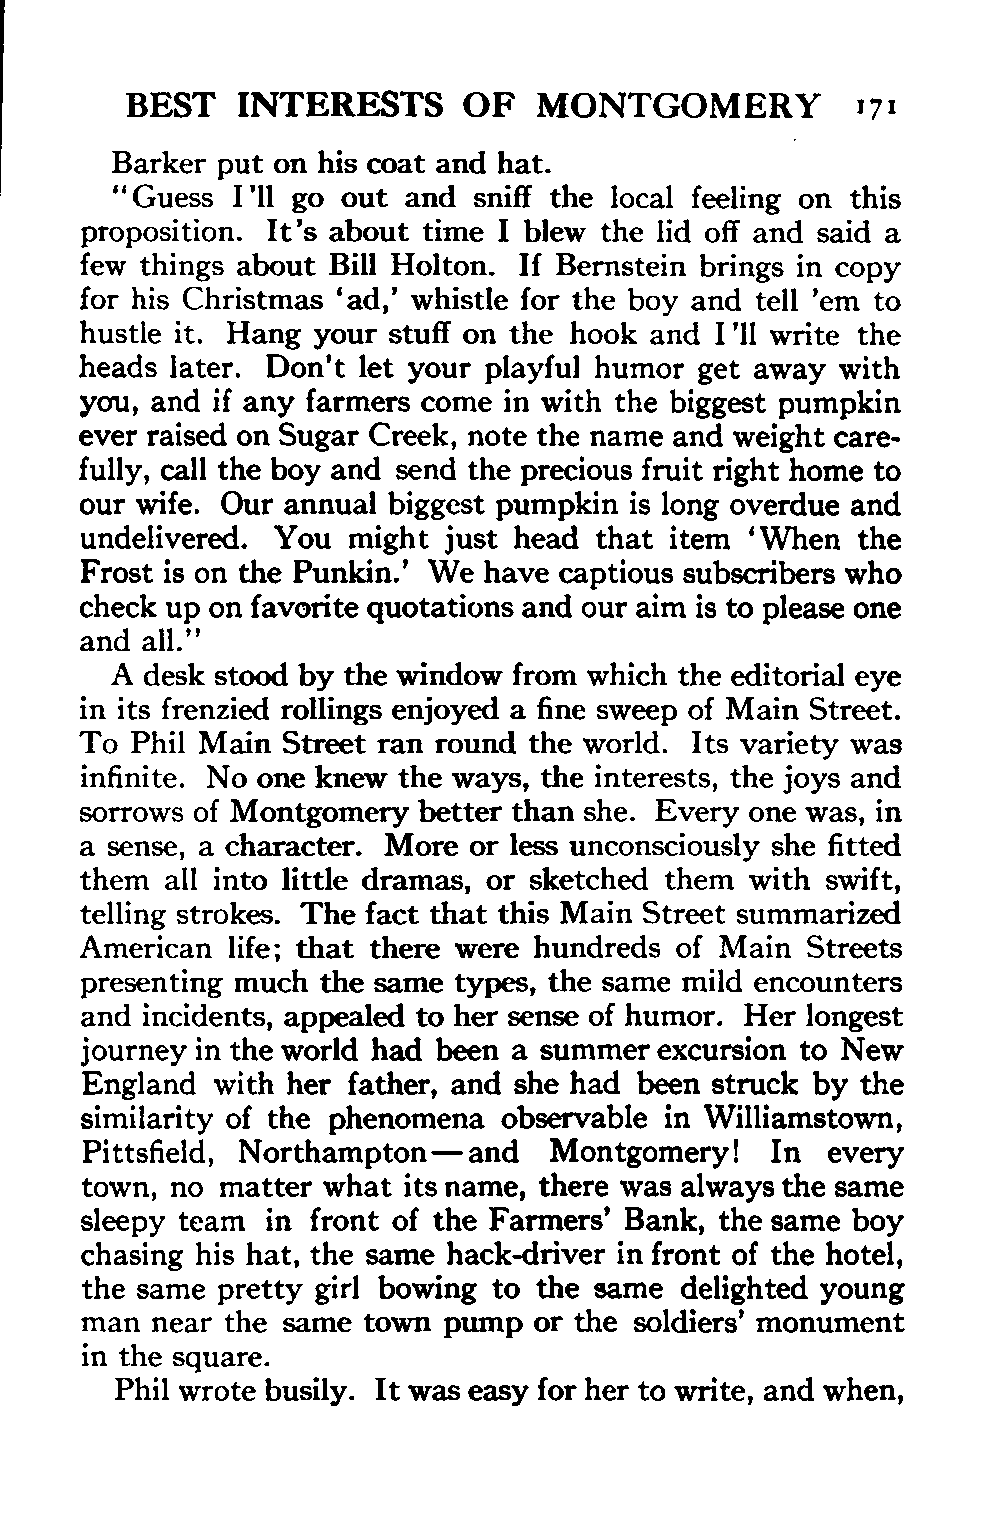 BEST INTERESTS OF MONTGOMERY 171
Barker put on his coat and hat.
"Guess I'll go out and sniff the local feeling on this
proposition. It's about time I blew the lid off and said a
few things about Bill Holton. If Bernstein brings in copy
for his Christmas 'ad,' whistle for the boy and tell 'em to
hustle it. Hang your stuff on the hook and I'll write the
heads later. Don't let your playful humor get away with
you, and if any farmers come in with the biggest pumpkin
ever raised on Sugar Creek, note the name and weight care-
fully, call the boy and send the precious fruit right home to
our wife. Our annual biggest pumpkin is long overdue and
undelivered. You might just head that item 'When the
Frost is on the Punkin.' We have captious subscribers who
check up on favorite quotations and our aim is to please one
and all."
A desk stood by the window from which the editorial eye
in its frenzied rollings enjoyed a fine sweep of Main Street.
To Phil Main Street ran round the world. Its variety was
infinite. No one knew the ways, the interests, the joys and
sorrows of Montgomery better than she. Every one was, in
a sense, a character. More or less unconsciously she fitted
them all into little dramas, or sketched them with swift,
telling strokes. The fact that this Main Street summarized
American life; that there were hundreds of Main Streets
presenting much the same types, the same mild encounters
and incidents, appealed to her sense of humor. Her longest
journey in the world had been a summer excursion to New
England with her father, and she had been struck by the
similarity of the phenomena observable in Williamstown,
Pittsfield, Northampton—and Montgomery! In every
town, no matter what its name, there was always the same
sleepy team in front of the Farmers' Bank, the same boy
chasing his hat, the same hack-driver in front of the hotel,
the same pretty girl bowing to the same delighted young
man near the same town pump or the soldiers' monument
in the square.
Phil wrote busily. It was easy for her to write, and when,